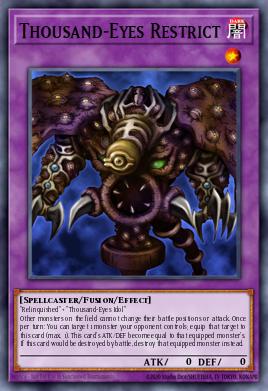 THOUSAND-EYES RESTRICT
DARK
闇
[SPELLCASTER/FUSION/EFFECT]
"Relinquished" + "Thousand-Eyes Idol"
Other monsters on the field cannot change their battle positions or attack. Once
per turn: You can target 1 monster your opponent controls; equip that target to
this card (max. 1). This card's ATK/DEF become equal to that equipped monster's.
If this card would be destroyed by battle, destroy that equipped monster instead.
ATK/ 0 DEF/ 0